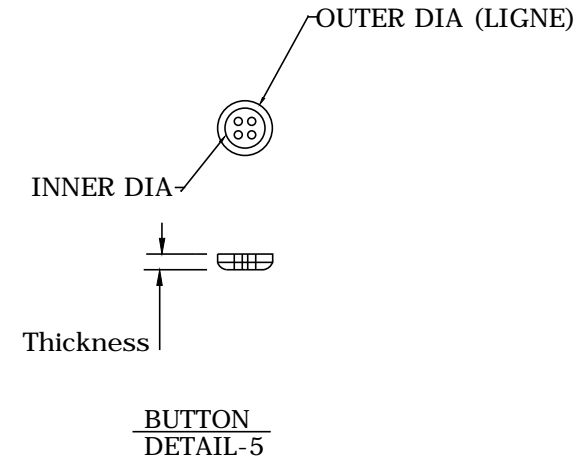 OUTER DIA (LIGNE)
INNER DIA
Thickness
BUTTON
DETAIL-5